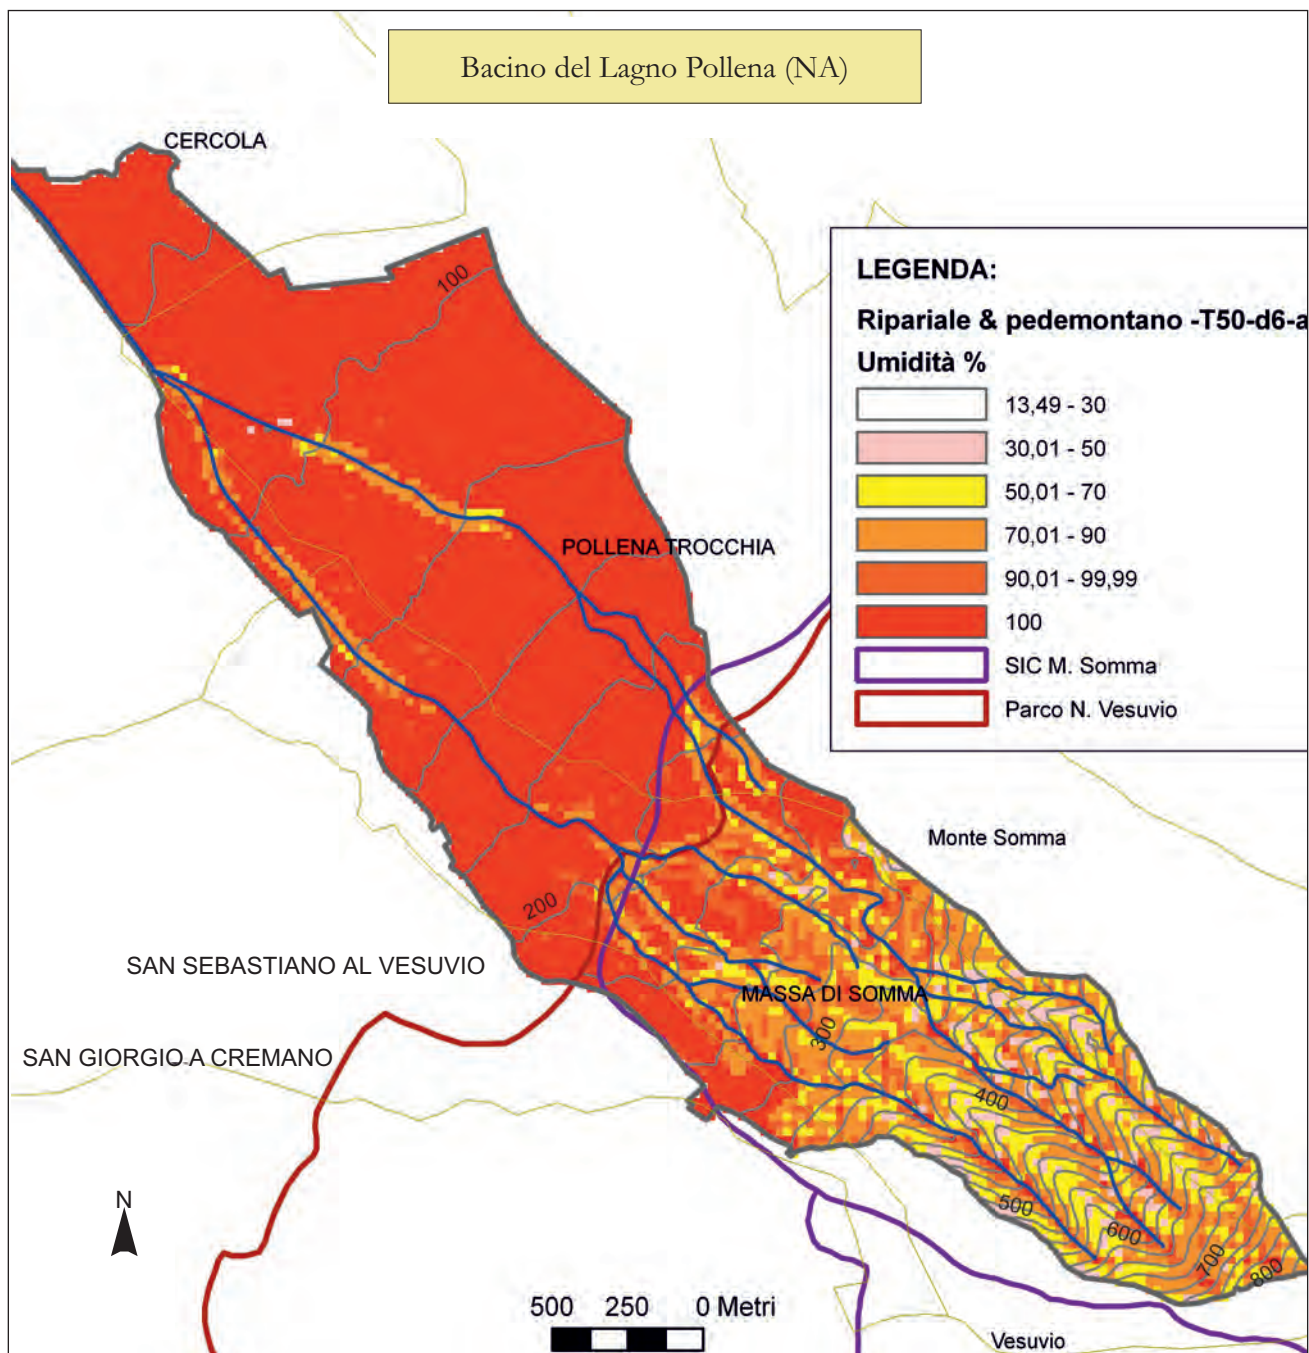 Bacino del Lagno Pollena (NA)
CERCOLA
100
LEGENDA:
Ripariale & pedemontano -T50-d6-a
Umidità %
13,49 - 30
30,01 - 50
50,01 - 70
70,01 - 90
90,01 - 99,99
100
SIC M. Somma
Parco N. Vesuvio
POLLENA TROCCHIA
Monte Somma
200
SAN SEBASTIANO AL VESUVIO
MASSA DI SOMMA
300
SAN GIORGIO A CREMANO
400
500
600
700
800
N
500 250 0 Metri
Vesuvio